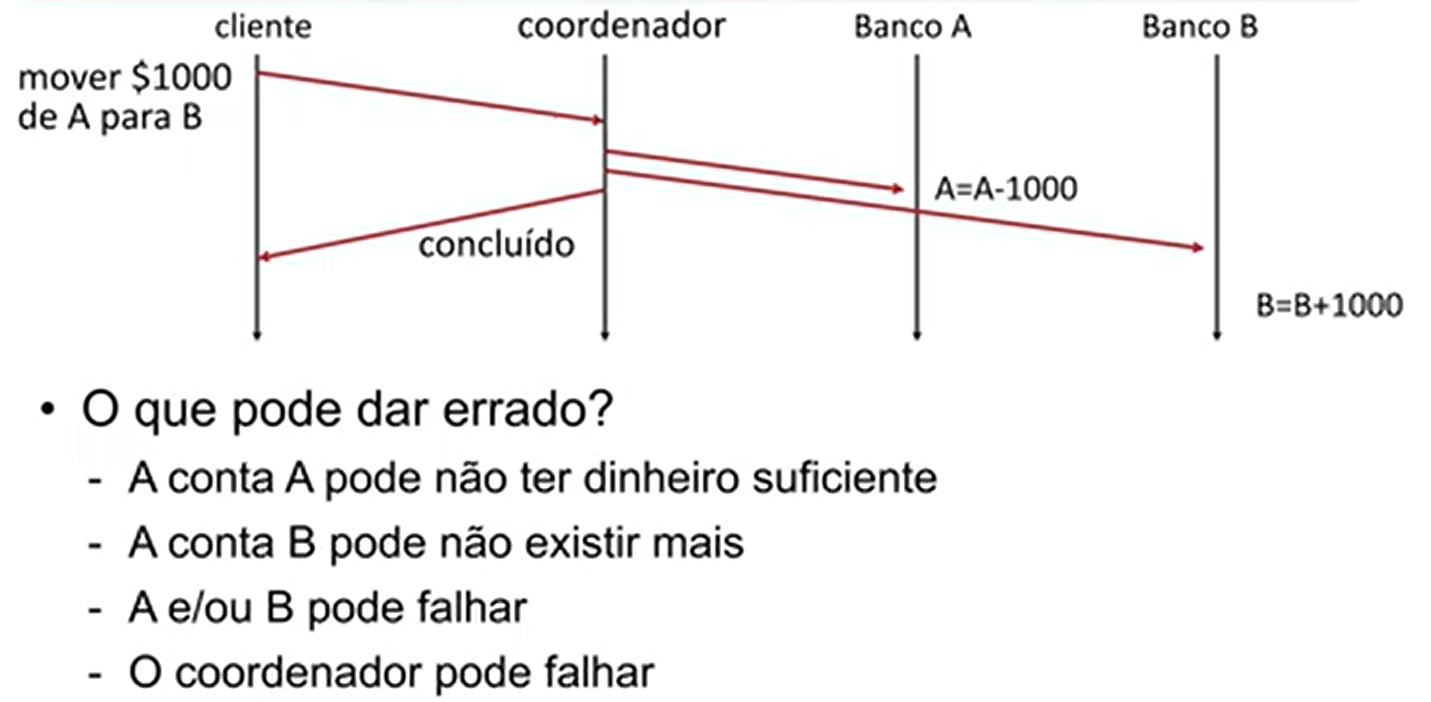 cliente
coordenador
Banco A
Banco B
mover $1000
de A para B
A=A-1000
concluído
B=B+1000
• O que pode dar errado?
- A conta A pode não ter dinheiro suficiente
- A conta B pode não existir mais
- A e/ou B pode falhar
- O coordenador pode falhar